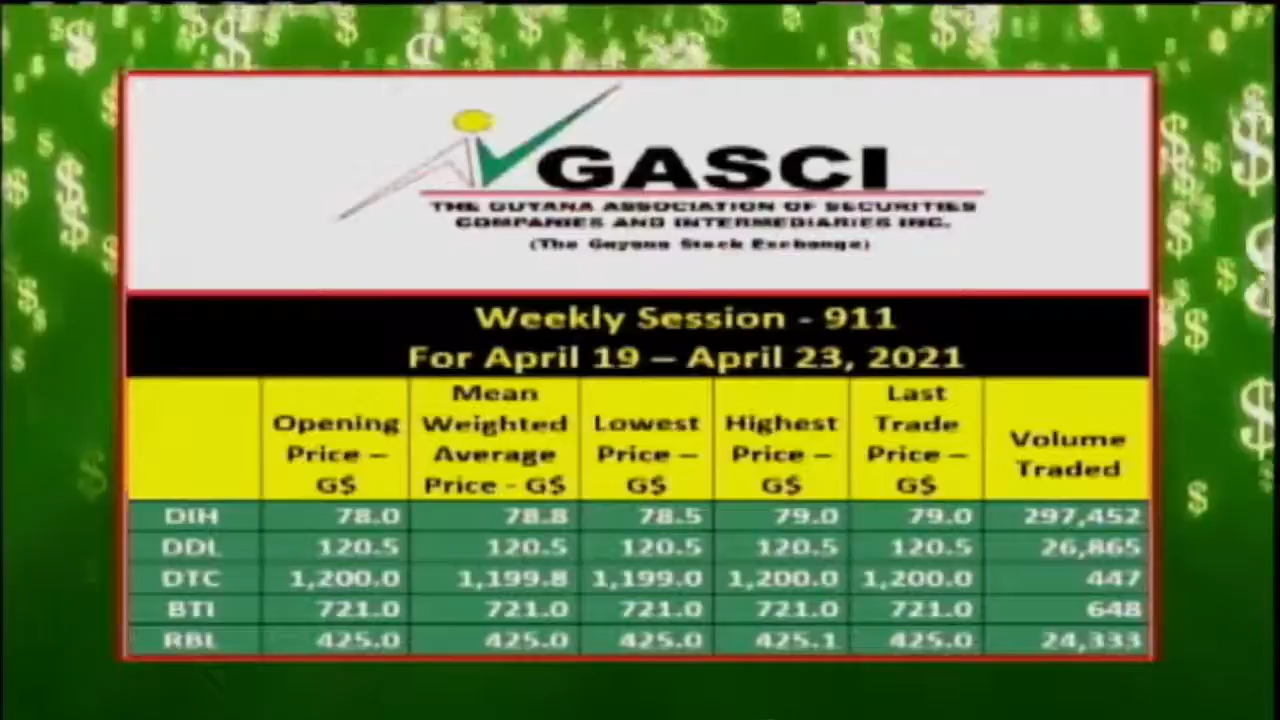 GASCI
THE GUYANA ASSOCIATION OF SECURITIES
COMPANIES AND INTERMEDIARIES INC.
(The Guyana Stock Exchange)
Weekly Session - 911
For April 19 – April 23, 2021
Opening Price – G$ Mean Weighted Average Price - G$ Lowest Price – G$ Highest Price – G$ Last Trade Price – G$ Volume Traded
DIH 78.0 78.8 78.5 79.0 79.0 297,452
DDL 120.5 120.5 120.5 120.5 120.5 26,865
DTC 1,200.0 1,199.8 1,199.0 1,200.0 1,200.0 447
BTI 721.0 721.0 721.0 721.0 721.0 648
RBL 425.0 425.0 425.0 425.1 425.0 24,333